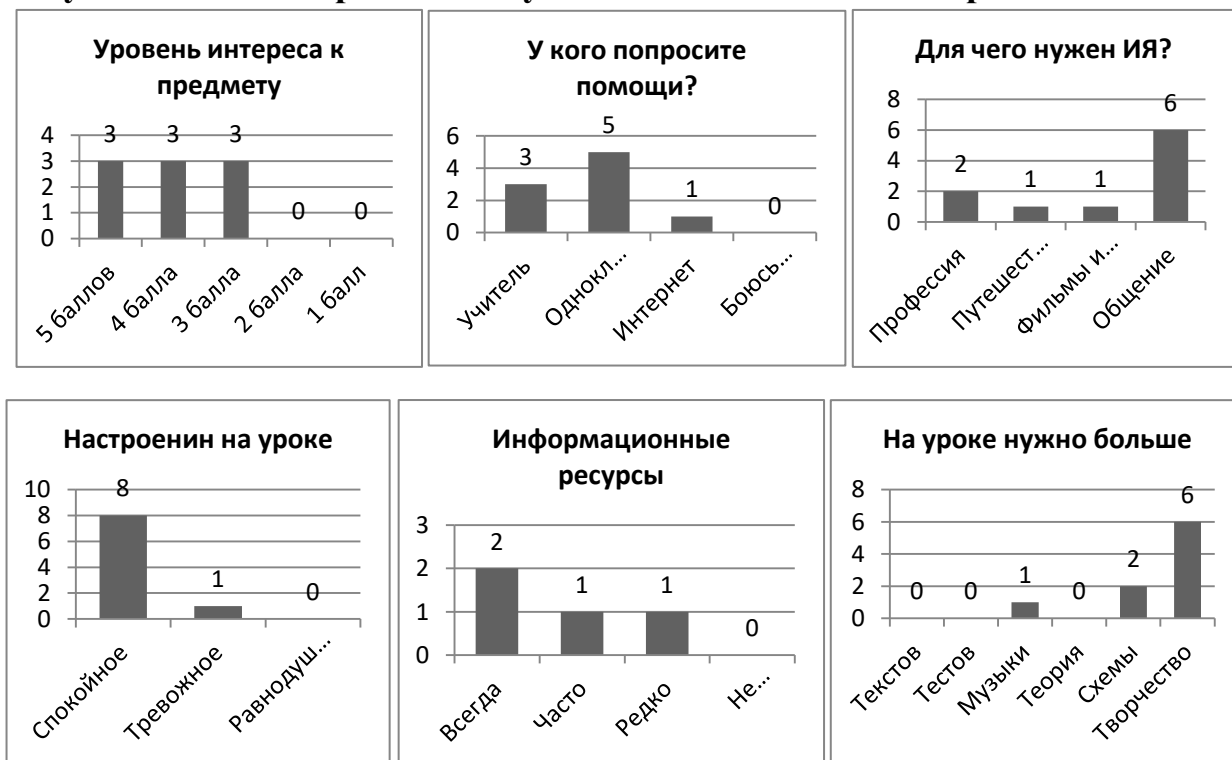 Уровень интереса к
предмету
4
3
2
1
0
3
3
3
0
0
5 баллов
4 балла
3 балла
2 балла
1 балл
У кого попросите
помощи?
6
4
2
0
3
5
1
0
Учитель
Однокл...
Интернет
Боюсь...
Для чего нужен ИЯ?
8
6
4
2
0
2
1
1
6
Профессия
Путешест...
Фильмы и...
Общение
Настроенин на уроке
10
8
6
4
2
0
8
1
0
Спокойное
Тревожное
Равнодуш...
Информационные
ресурсы
3
2
1
0
2
1
1
0
Всегда
Часто
Редко
Не...
На уроке нужно больше
8
6
4
2
0
0
0
1
0
2
6
Текстов
Тестов
Музыки
Теория
Схемы
Творчество